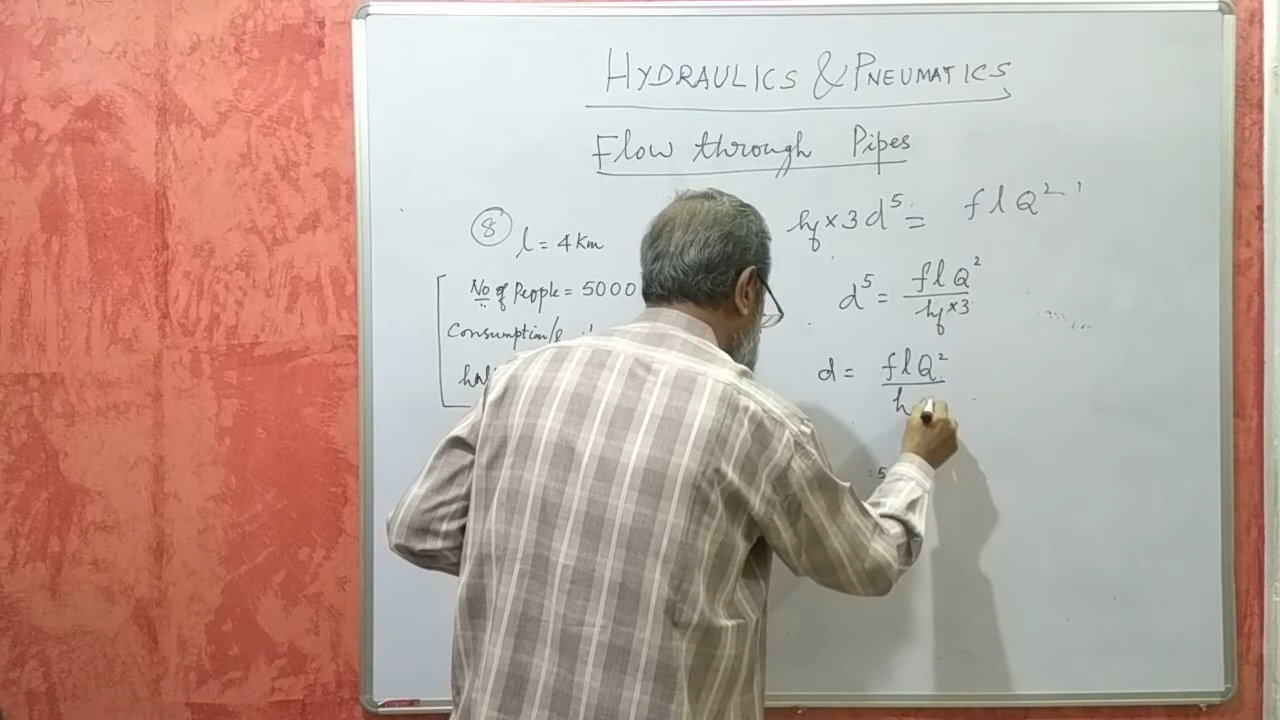 HYDRAULICS & PNEUMATICS
Flow through Pipes
8
l = 4 Km
No of People = 5000
Consumption/
hf × 3 d⁵ = f l Q²
d⁵ = f l Q² / hf × 3
d = f l Q² / h